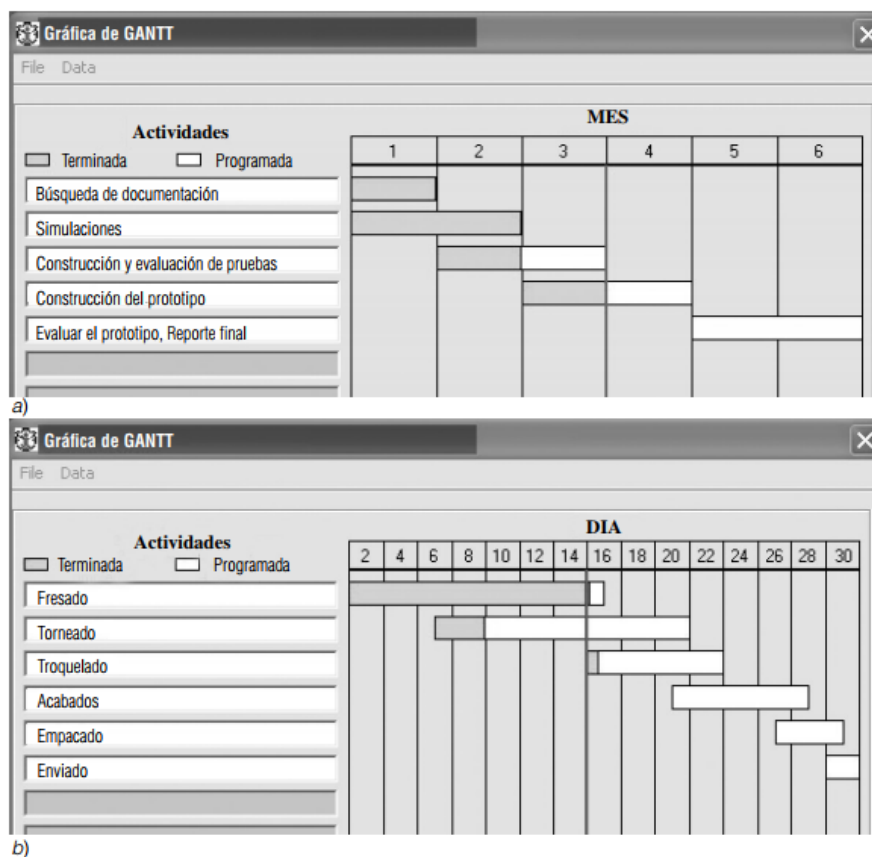 Gráfica de GANTT
File Data
MES
Actividades
Terminada Programada
1 2 3 4 5 6
Búsqueda de documentación
Simulaciones
Construcción y evaluación de pruebas
Construcción del prototipo
Evaluar el prototipo, Reporte final
a)
Gráfica de GANTT
File Data
DIA
Actividades
Terminada Programada
2 4 6 8 10 12 14 16 18 20 22 24 26 28 30
Fresado
Torneado
Troquelado
Acabados
Empacado
Enviado
b)